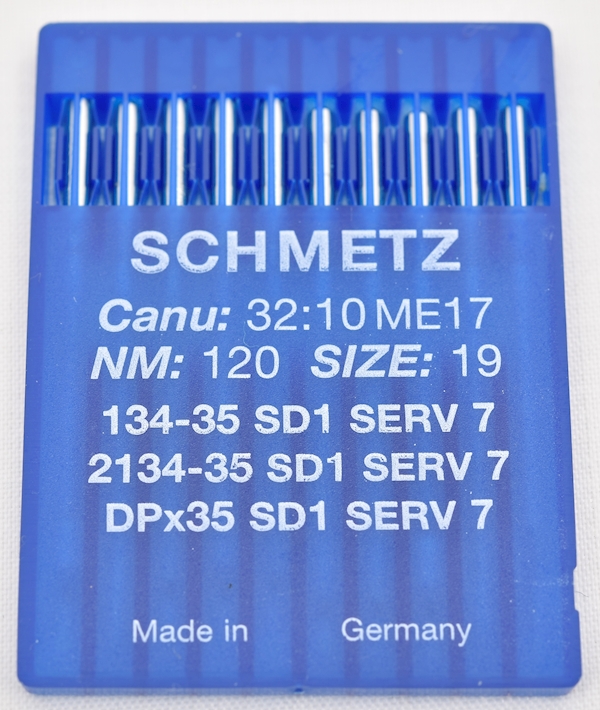 SCHMETZ
Canu: 32:10 ME17
NM: 120 SIZE: 19
134-35 SD1 SERV 7
2134-35 SD1 SERV 7
DPx35 SD1 SERV 7
Made in Germany